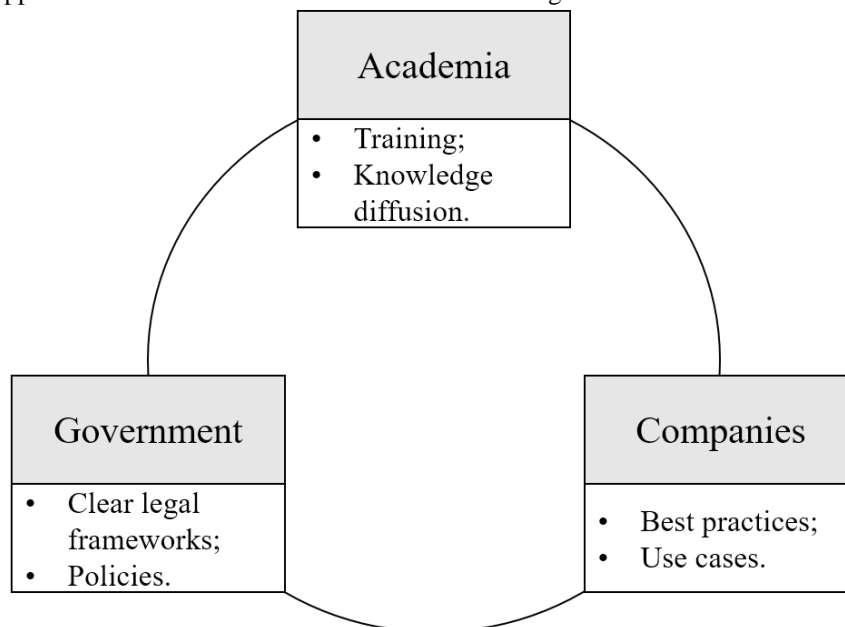 Academia
• Training;
• Knowledge
diffusion.
Government
• Clear legal
frameworks;
• Policies.
Companies
• Best practices;
• Use cases.